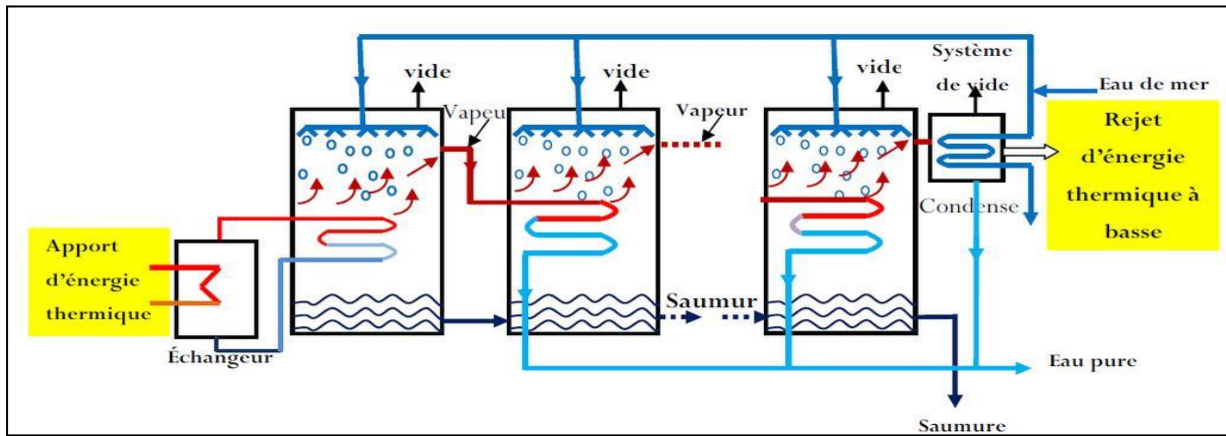 vide
vide
vide
Système
de vide
Vapeu
Vapeur
Eau de mer
Rejet
d'énergie
thermique à
basse
Condense
Apport
d'énergie
thermique
Échangeur
Saumur
Eau pure
Saumure